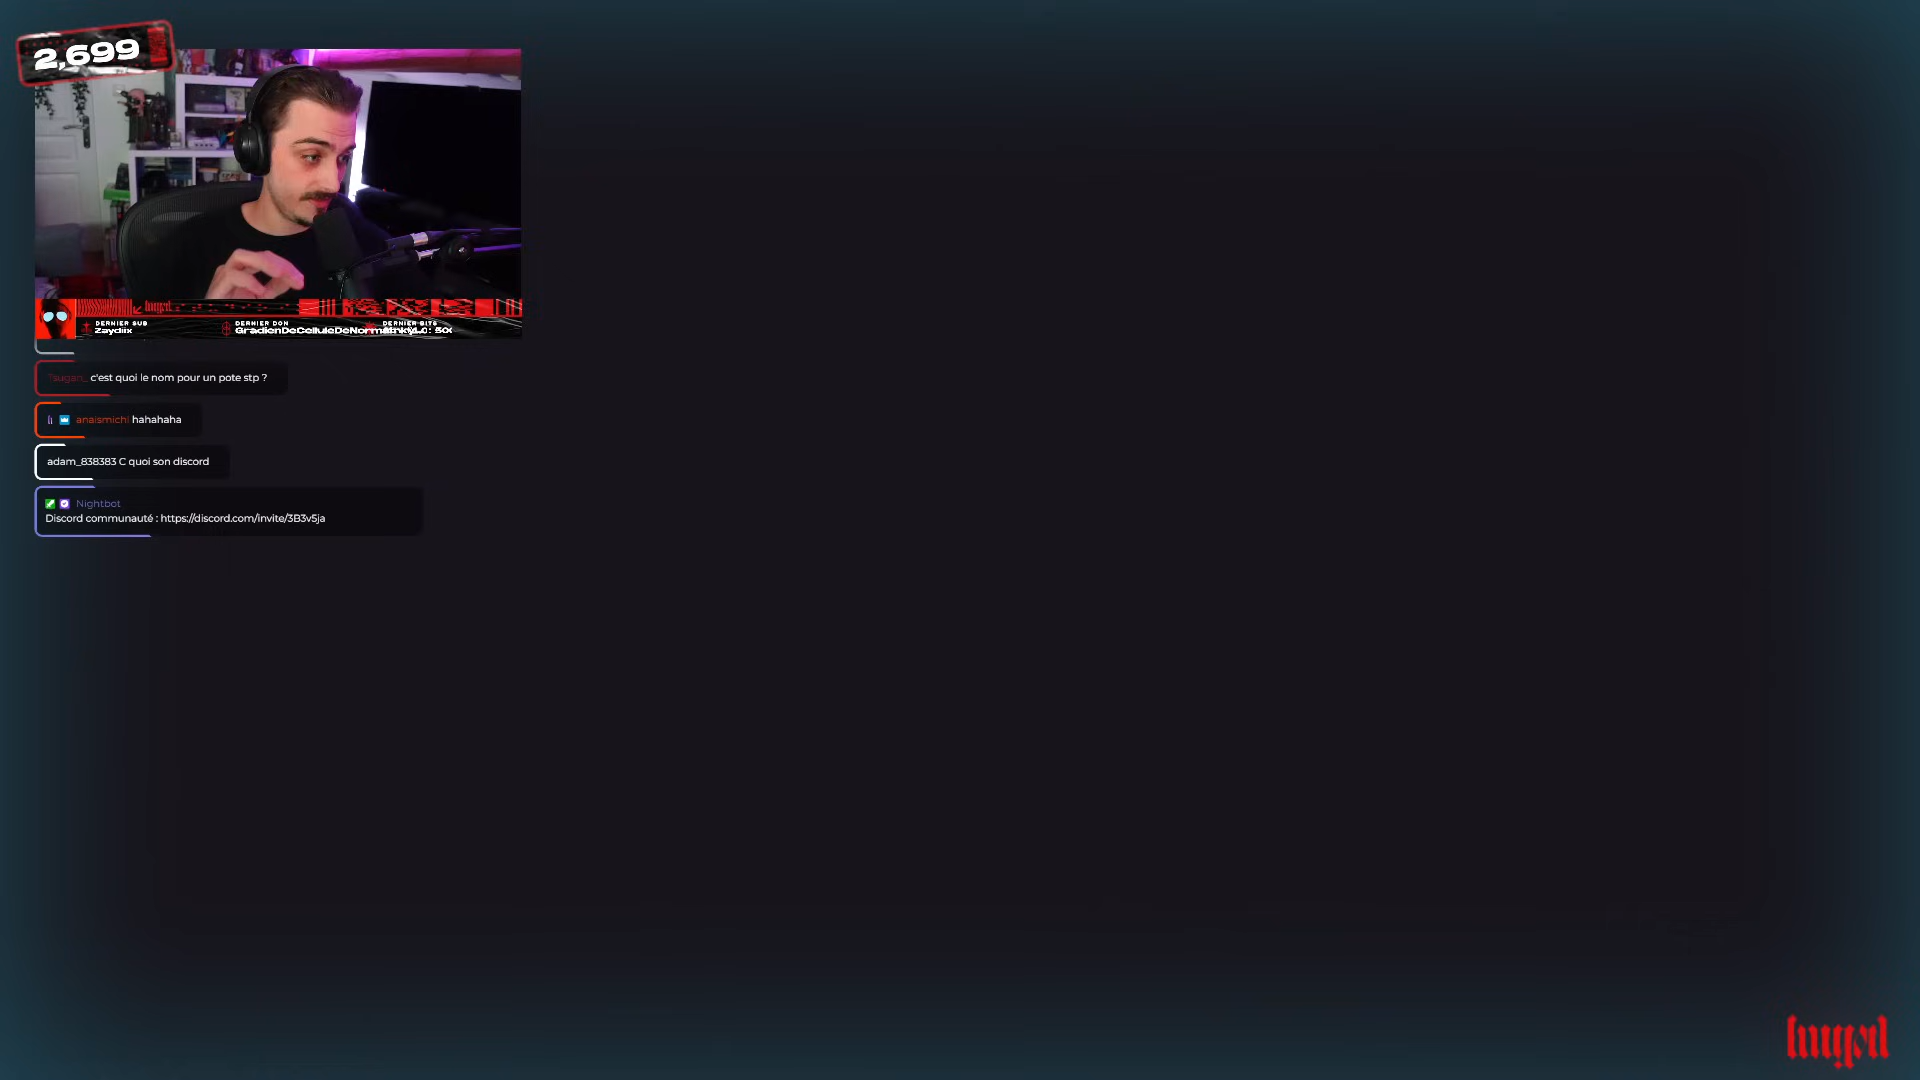 2,699
DERNIER SUB
Zaydiix
DERNIER DON
DERNIER BITS
c'est quoi le nom pour un pote stp ?
anaismichl hahahaha
adam_838383 C quoi son discord
Nightbot
Discord communauté : https://discord.com/invite/3B3v5ja